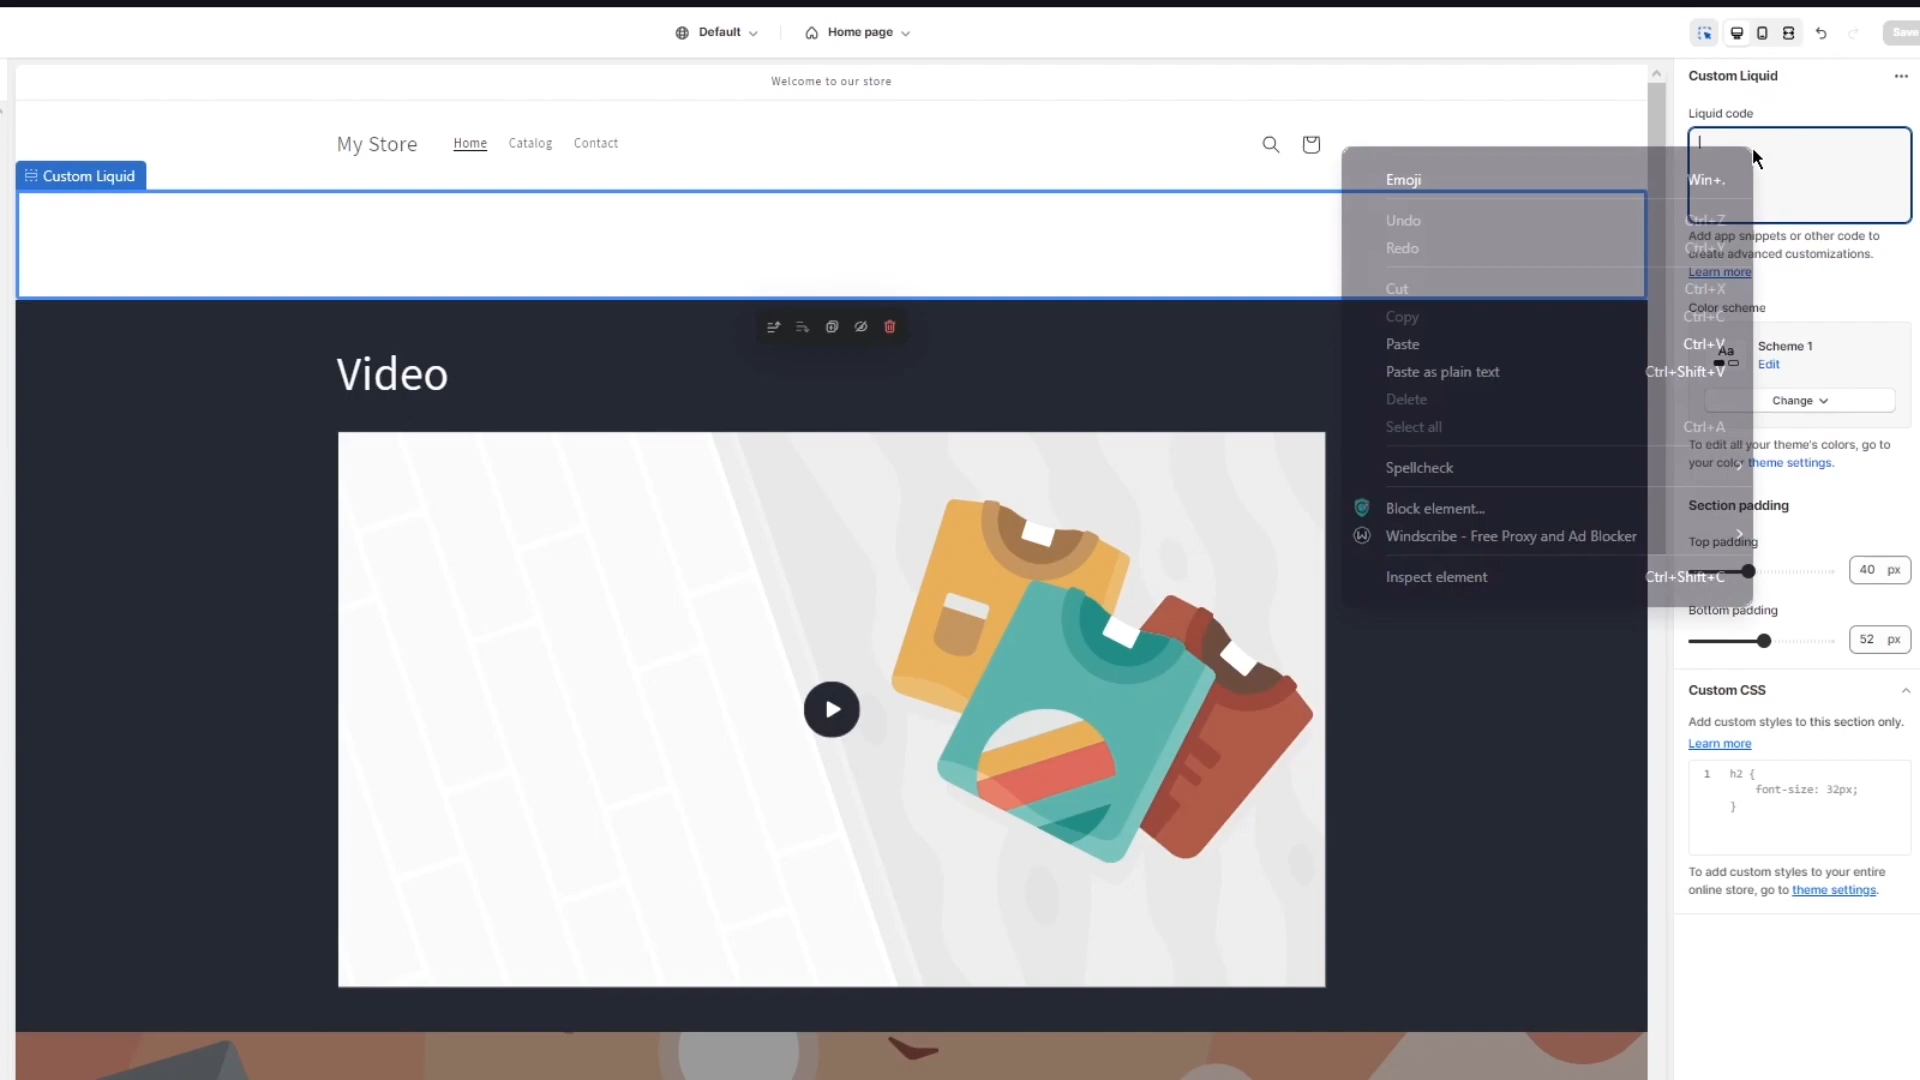 Default
Home page
Save
Welcome to our store
My Store
Home
Catalog
Contact
Custom Liquid
Video
Emoji Win+.
Undo Ctrl+Z
Redo Ctrl+Y
Cut Ctrl+X
Copy Ctrl+C
Paste Ctrl+V
Paste as plain text Ctrl+Shift+V
Delete
Select all Ctrl+A
Spellcheck
Block element...
Windscribe - Free Proxy and Ad Blocker
Inspect element Ctrl+Shift+C
Custom Liquid
Liquid code
Add app snippets or other code to
create advanced customizations.
Learn more
Color scheme
Aa
Scheme 1
Edit
Change
To edit all your theme's colors, go to
your color theme settings.
Section padding
Top padding
40 px
Bottom padding
52 px
Custom CSS
Add custom styles to this section only.
Learn more
1 h2 {
font-size: 32px;
}
To add custom styles to your entire
online store, go to theme settings.